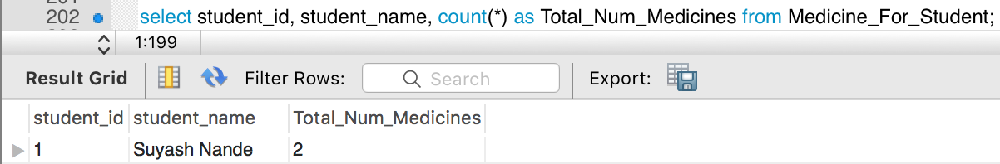 202 select student_id, student_name, count(*) as Total_Num_Medicines from Medicine_For_Student;
1:199
Result Grid Filter Rows: Search Export:
student_id student_name Total_Num_Medicines
1 Suyash Nande 2